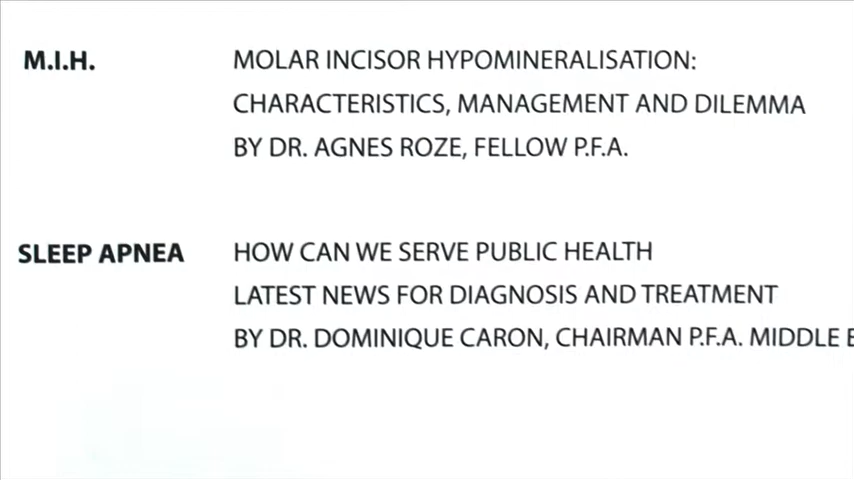 M.I.H. MOLAR INCISOR HYPOMINERALISATION:
CHARACTERISTICS, MANAGEMENT AND DILEMMA
BY DR. AGNES ROZE, FELLOW P.F.A.
SLEEP APNEA HOW CAN WE SERVE PUBLIC HEALTH
LATEST NEWS FOR DIAGNOSIS AND TREATMENT
BY DR. DOMINIQUE CARON, CHAIRMAN P.F.A. MIDDLE